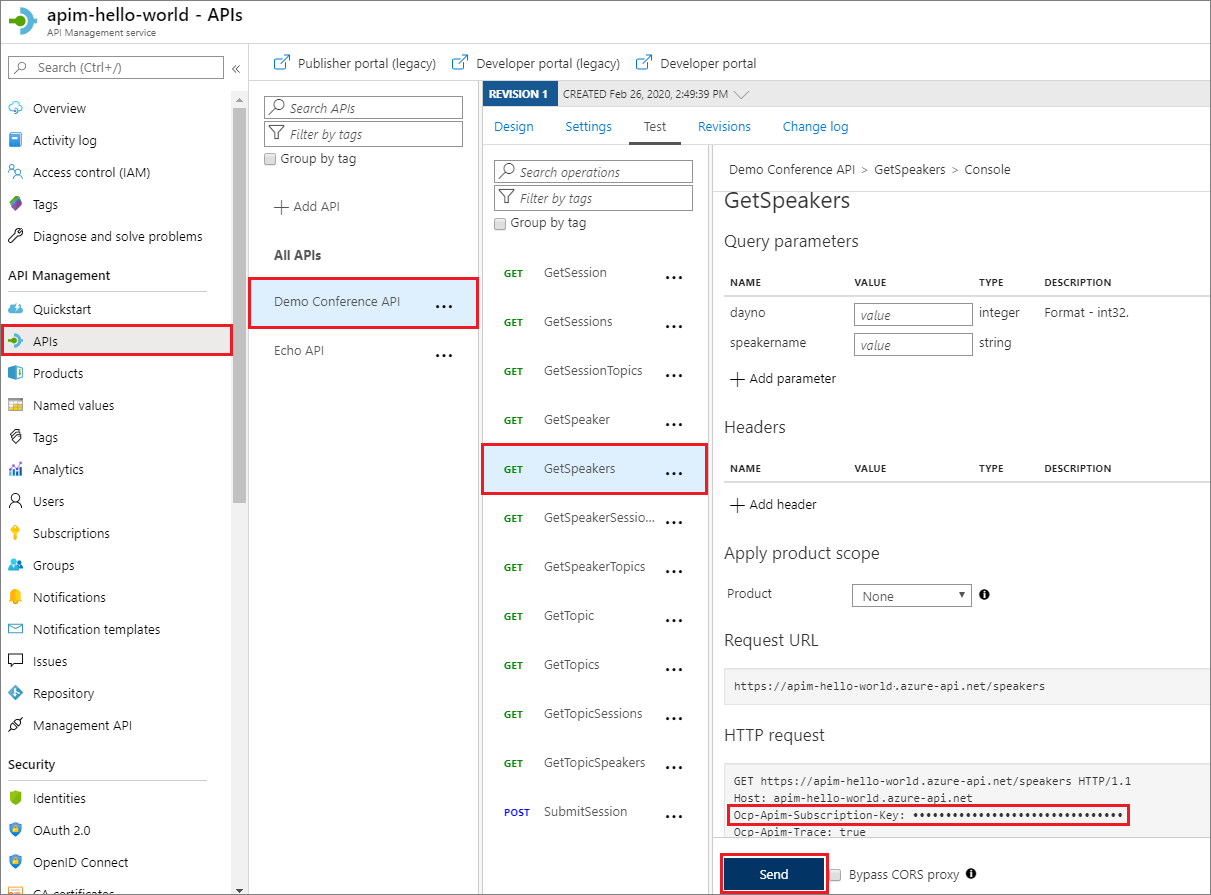 apim-hello-world - APIs
API Management service
Search (Ctrl+/)
«
Overview
Activity log
Access control (IAM)
Tags
Diagnose and solve problems
API Management
Quickstart
APIs
Products
Named values
Tags
Analytics
Users
Subscriptions
Groups
Notifications
Notification templates
Issues
Repository
Management API
Security
Identities
OAuth 2.0
OpenID Connect
CA certificates
Publisher portal (legacy)
Developer portal (legacy)
Developer portal
Search APIs
Filter by tags
Group by tag
Add API
All APIs
Demo Conference API ...
Echo API ...
REVISION 1 CREATED Feb 26, 2020, 2:49:39 PM
Design Settings Test Revisions Change log
Search operations
Filter by tags
Group by tag
GET GetSession ...
GET GetSessions ...
GET GetSessionTopics ...
GET GetSpeaker ...
GET GetSpeakers ...
GET GetSpeakerSessio... ...
GET GetSpeakerTopics ...
GET GetTopic ...
GET GetTopics ...
GET GetTopicSessions ...
GET GetTopicSpeakers ...
POST SubmitSession ...
Demo Conference API > GetSpeakers > Console
GetSpeakers
Query parameters
NAME VALUE TYPE DESCRIPTION
dayno value integer Format - int32.
speakername value string
Add parameter
Headers
NAME VALUE TYPE DESCRIPTION
Add header
Apply product scope
Product None
Request URL
https://apim-hello-world.azure-api.net/speakers
HTTP request
GET https://apim-hello-world.azure-api.net/speakers HTTP/1.1
Host: apim-hello-world.azure-api.net
Ocp-Apim-Subscription-Key: ••••••••••••••••••••••••••••••••
Ocp-Apim-Trace: true
Send Bypass CORS proxy